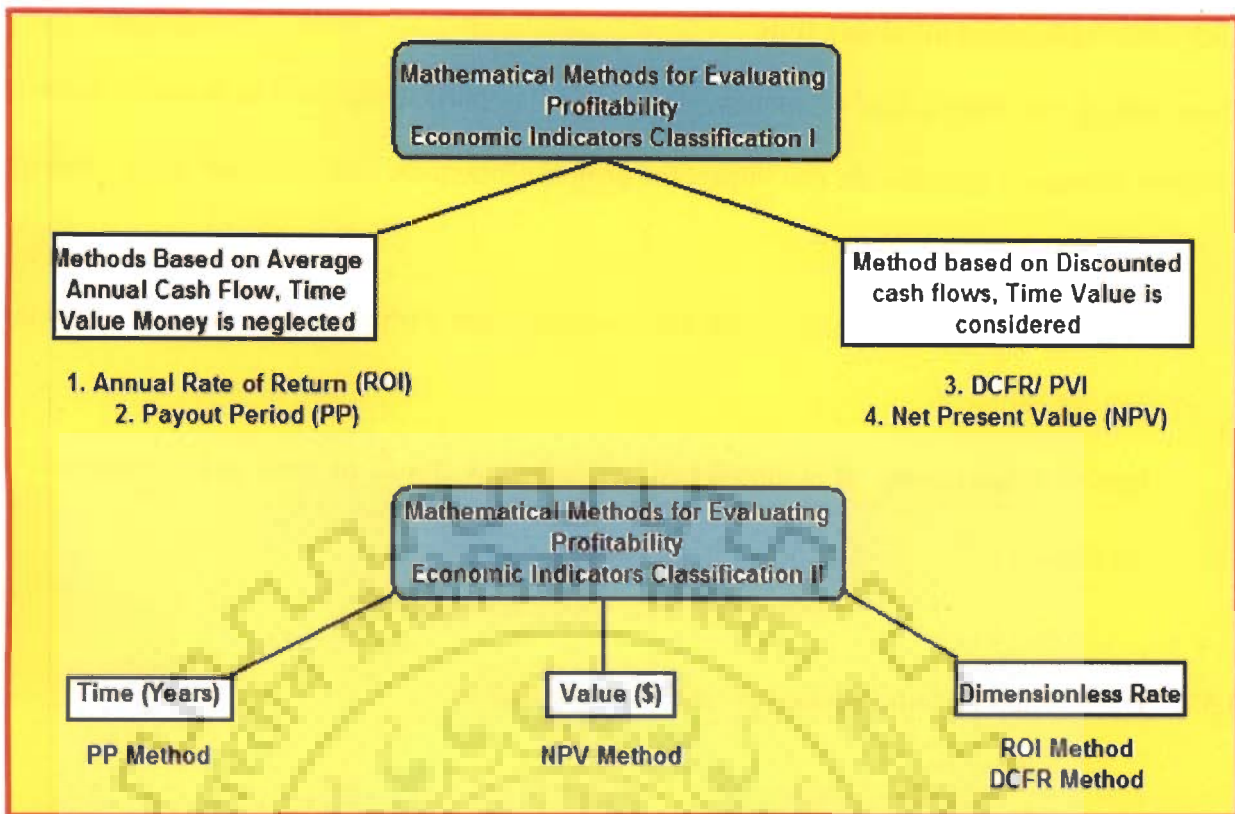 Mathematical Methods for Evaluating
Profitability
Economic Indicators Classification I
Methods Based on Average
Annual Cash Flow, Time
Value Money is neglected
Method based on Discounted
cash flows, Time Value is
considered
1. Annual Rate of Return (ROI)
2. Payout Period (PP)
3. DCFR/ PVI
4. Net Present Value (NPV)
Mathematical Methods for Evaluating
Profitability
Economic Indicators Classification II
Time (Years)
Value ($)
Dimensionless Rate
PP Method
NPV Method
ROI Method
DCFR Method